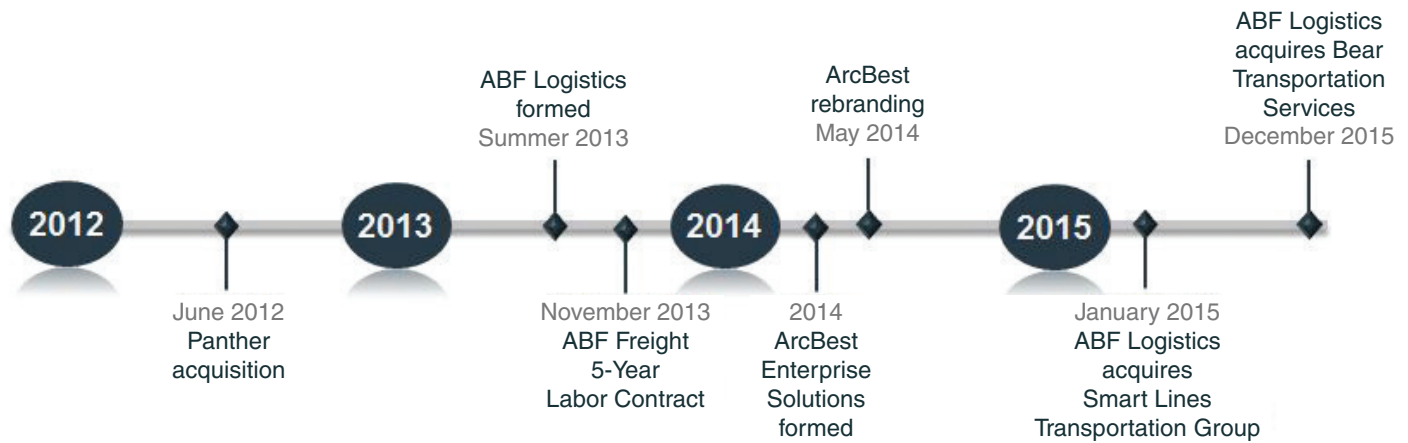 ABF Logistics
acquires Bear
Transportation
Services
December 2015
ABF Logistics
formed
Summer 2013
ArcBest
rebranding
May 2014
2012
2013
2014
2015
June 2012
Panther
acquisition
November 2013
ABF Freight
5-Year
Labor Contract
2014
ArcBest
Enterprise
Solutions
formed
January 2015
ABF Logistics
acquires
Smart Lines
Transportation Group